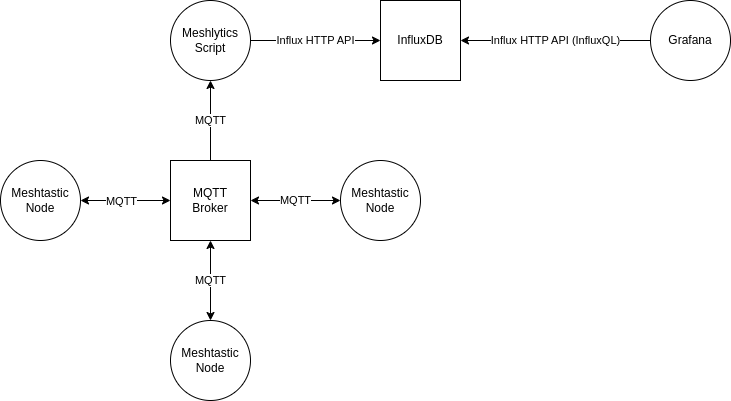 Meshlytics
Script
Influx HTTP API
InfluxDB
Influx HTTP API (InfluxQL)
Grafana
MQTT
Meshtastic
Node
MQTT
MQTT
Broker
MQTT
Meshtastic
Node
MQTT
Meshtastic
Node